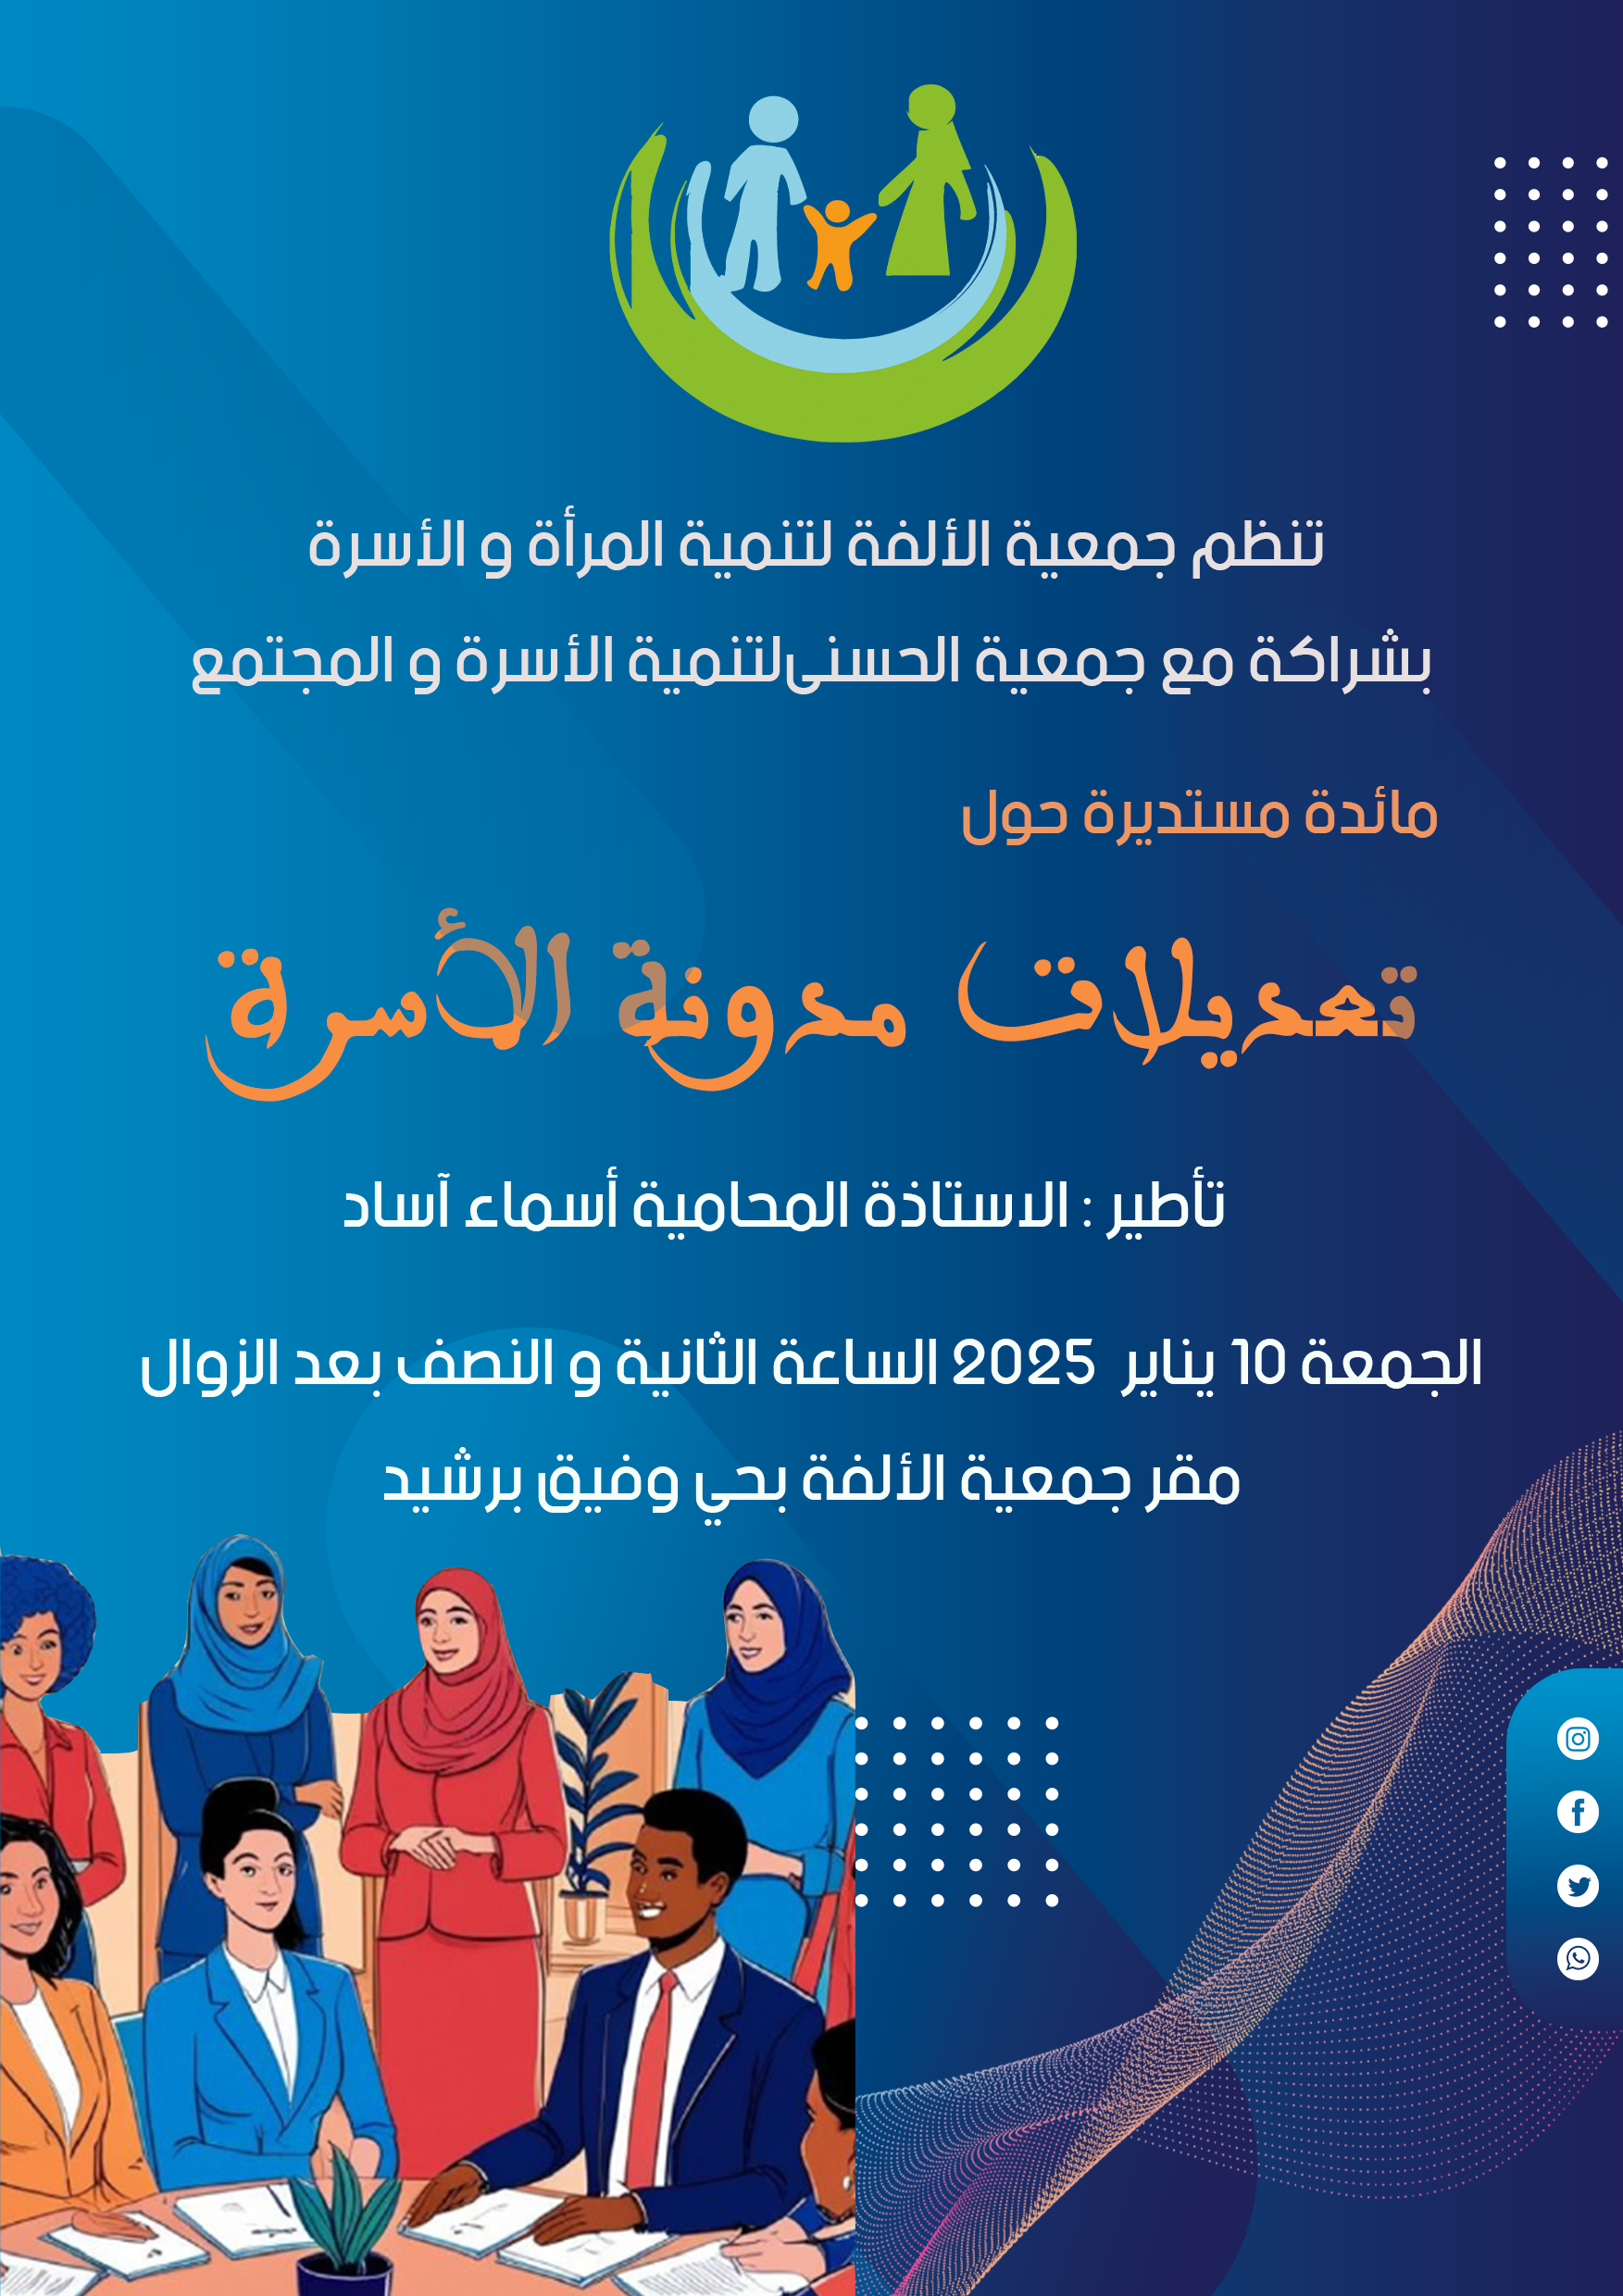 تنظم جمعية الألفة لتنمية المرأة و الأسرة
بشراكة مع جمعية الحسنى لتنمية الأسرة و المجتمع
مائدة مستديرة حول
تعديلات مدونة الأسرة
تأطير : الاستاذة المحامية أسماء آساد
الجمعة 10 يناير 2025 الساعة الثانية و النصف بعد الزوال
مقر جمعية الألفة بحي وفيق برشيد